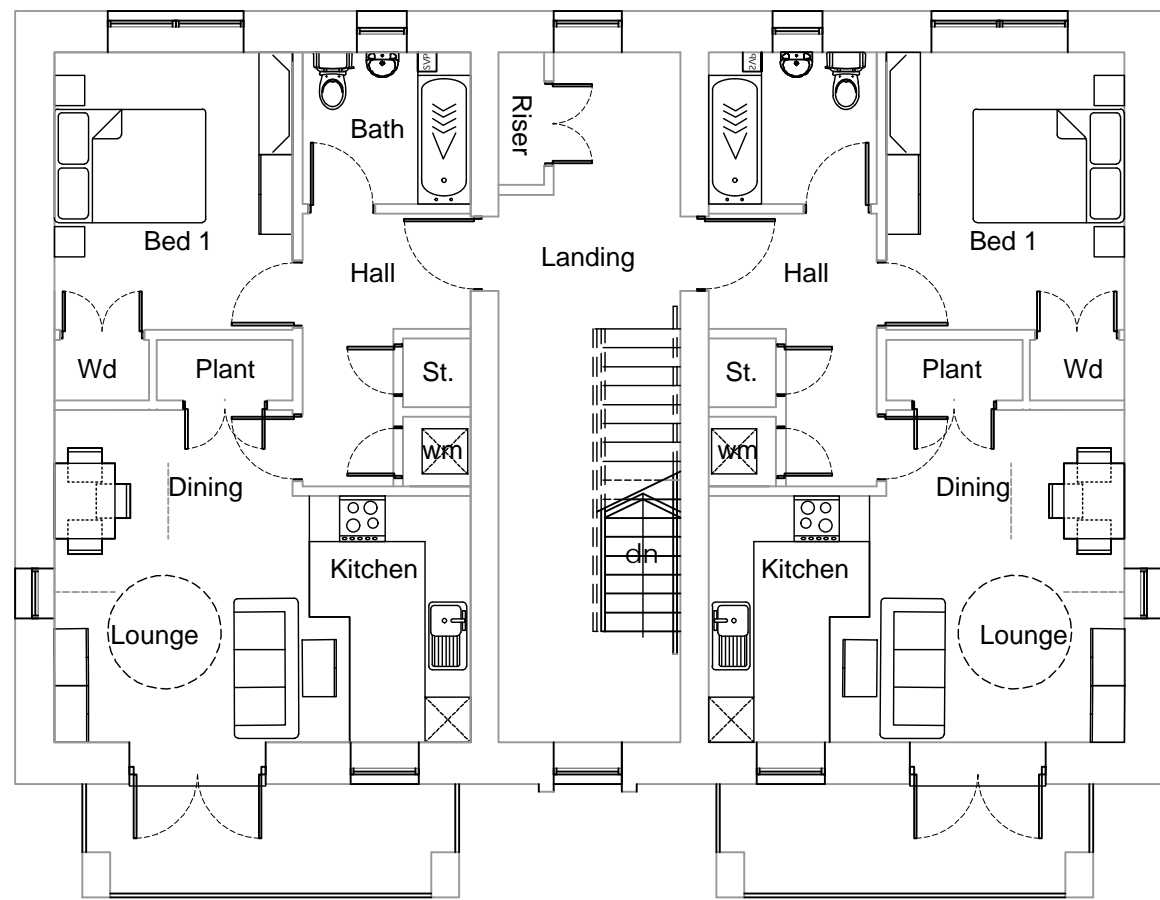 SVP
SVP
Bath
Riser
Bed 1
Hall
Landing
Hall
Bed 1
Wd
Plant
St.
St.
Plant
Wd
wm
wm
Dining
Dining
dn
Kitchen
Kitchen
Lounge
Lounge